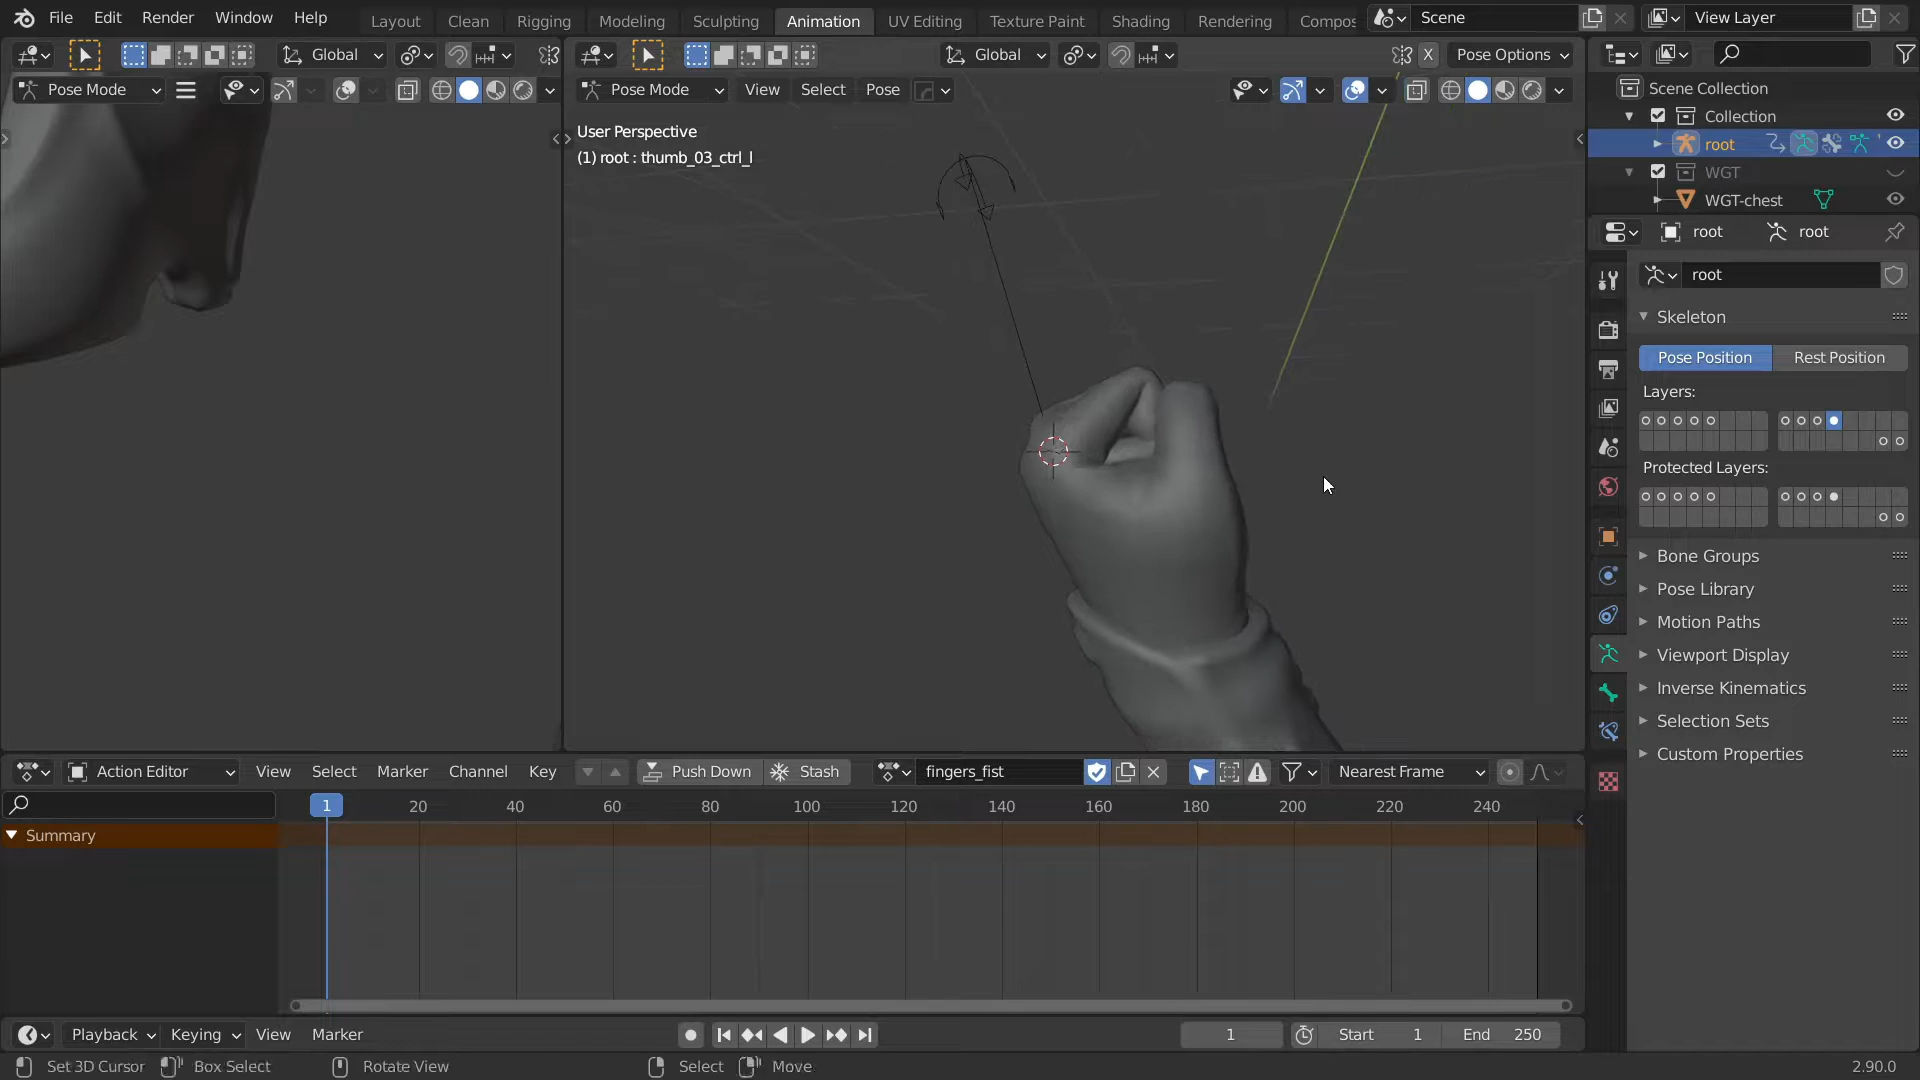 File Edit Render Window Help
Layout Clean Rigging Modeling Sculpting Animation UV Editing Texture Paint Shading Rendering Compos
Scene
View Layer
Global
Global
X
Pose Options
Pose Mode
Pose Mode View Select Pose
User Perspective
(1) root : thumb_03_ctrl_l
Scene Collection
Collection
root
WGT
WGT-chest
root root
root
Skeleton
Pose Position Rest Position
Layers:
Protected Layers:
Bone Groups
Pose Library
Motion Paths
Viewport Display
Inverse Kinematics
Selection Sets
Custom Properties
Action Editor View Select Marker Channel Key Push Down Stash fingers_fist Nearest Frame
1 20 40 60 80 100 120 140 160 180 200 220 240
Summary
Playback Keying View Marker 1 Start 1 End 250
Set 3D Cursor Box Select Rotate View Select Move 2.90.0